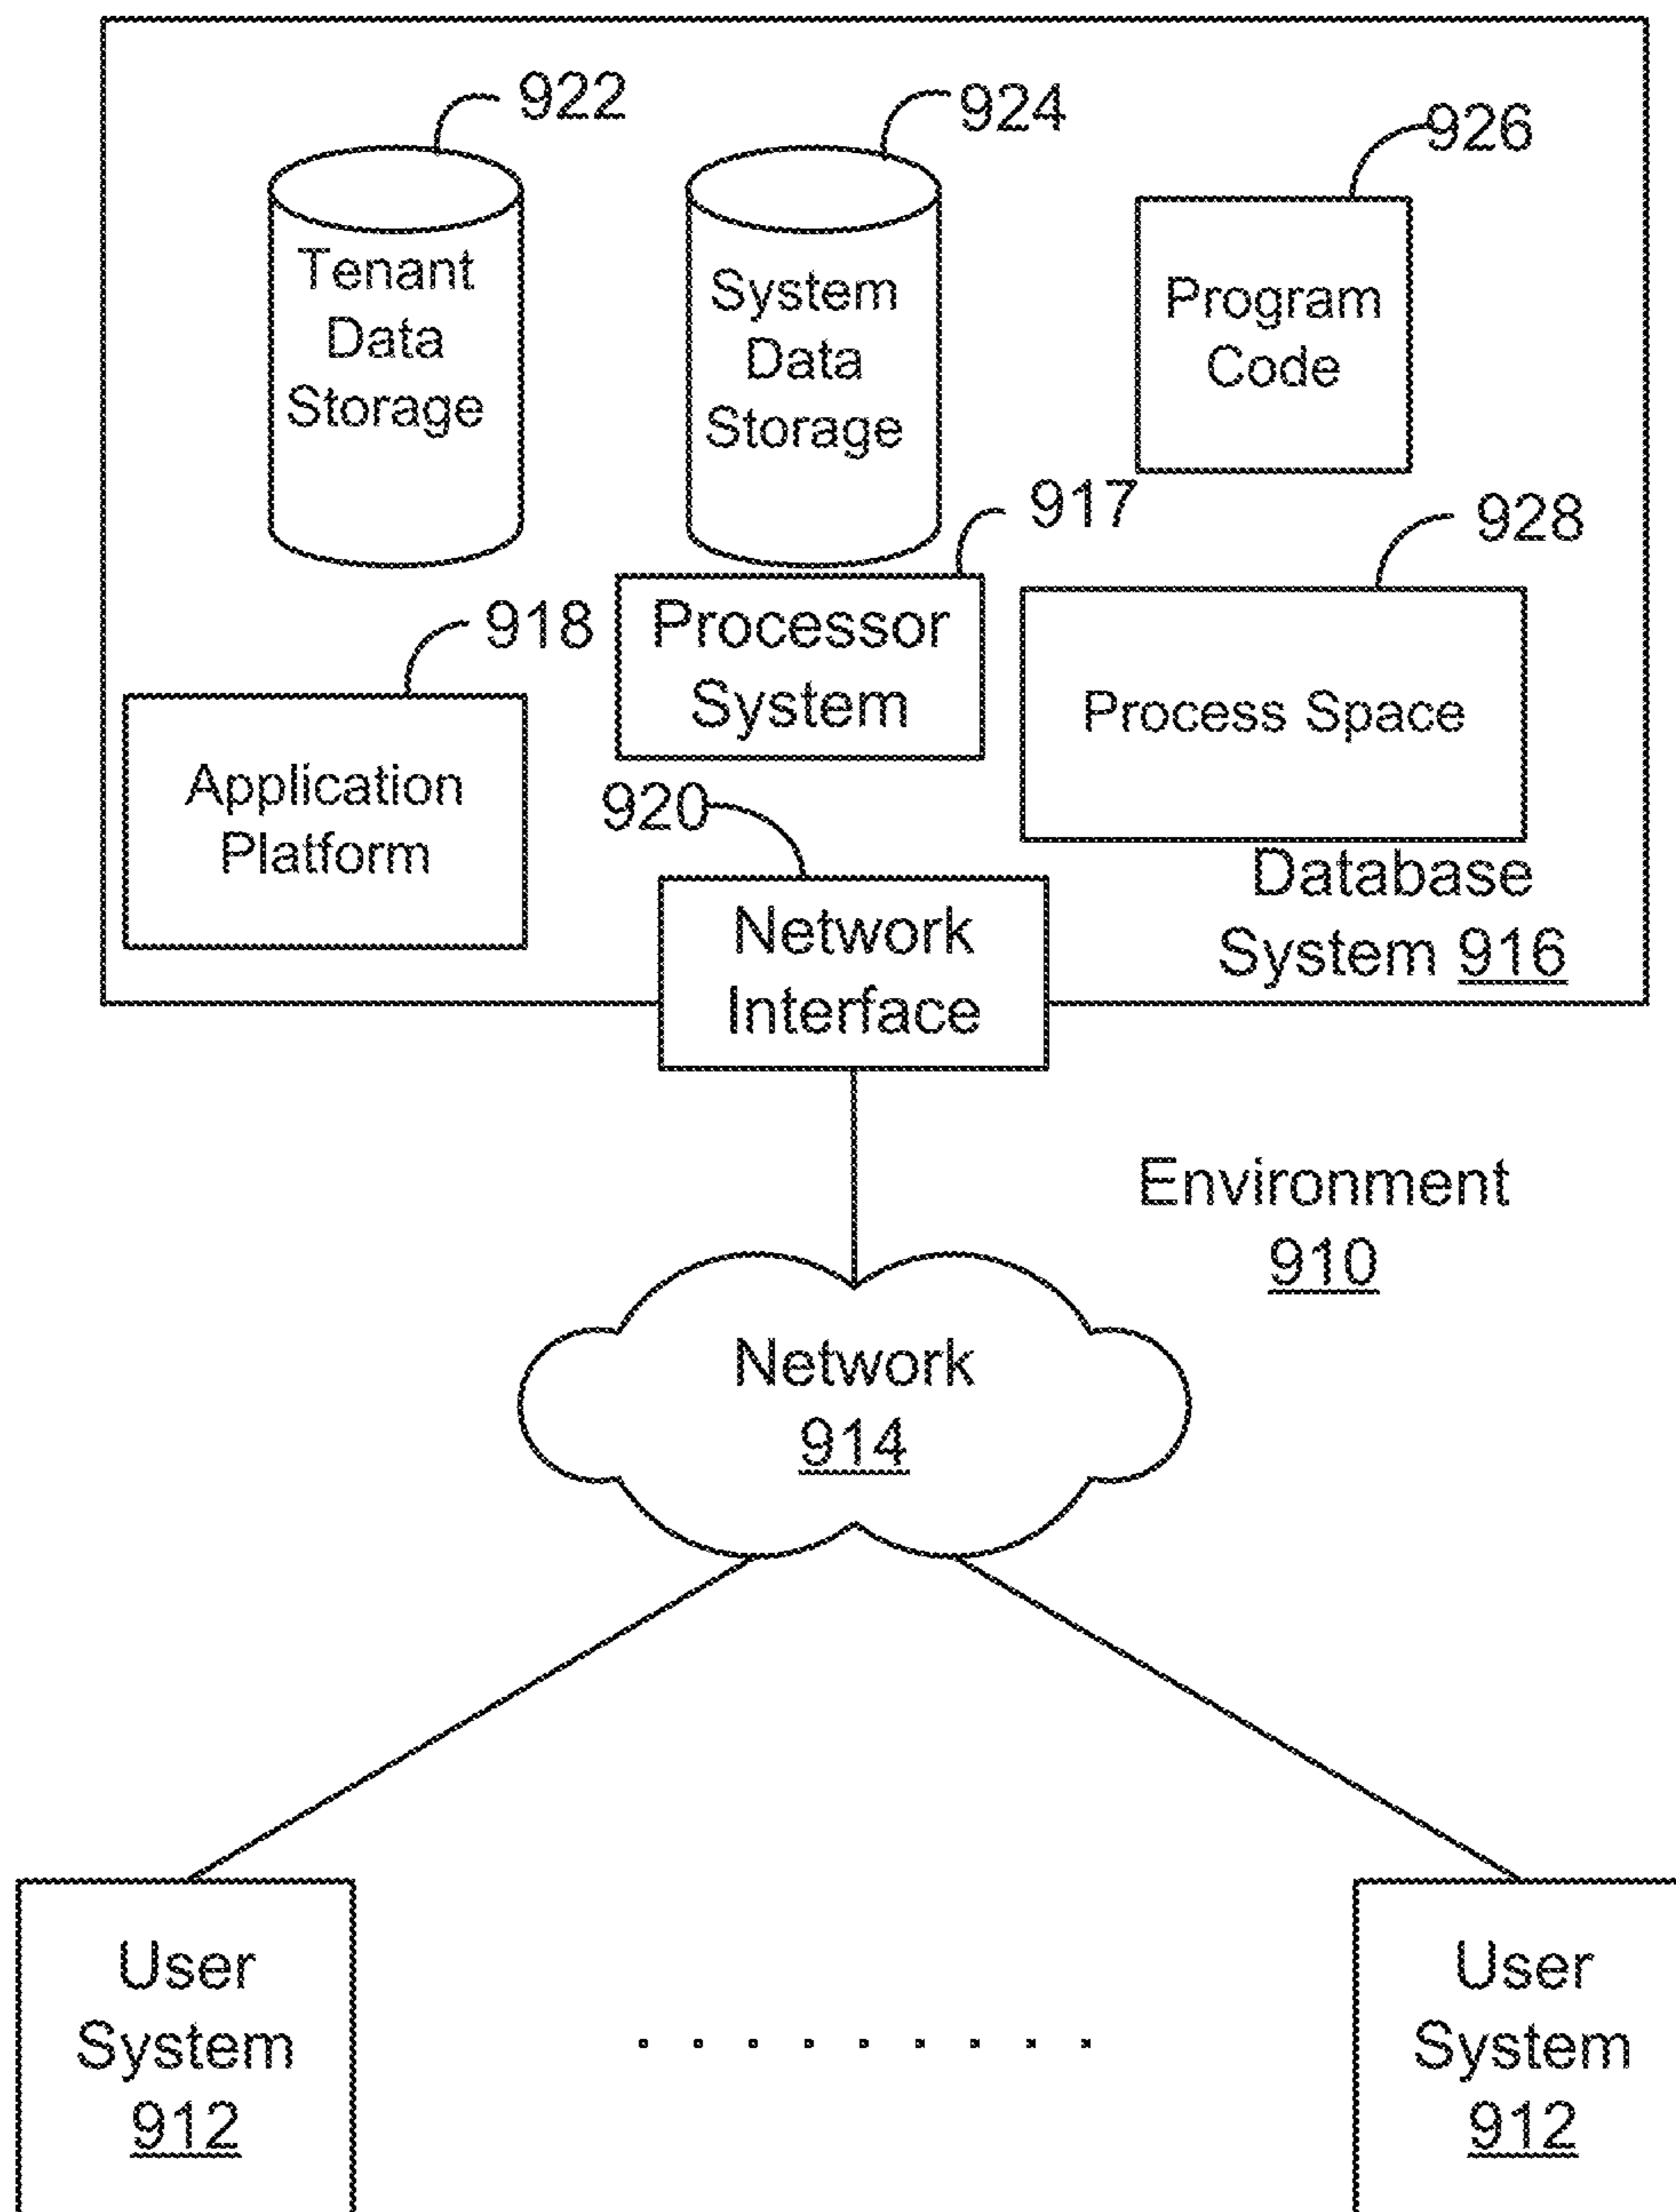 922
924
926
Tenant
Data
Storage
System
Data
Storage
Program
Code
917
928
918
Processor
System
Process Space
Application
Platform
920
Network
Interface
Database
System 916
Environment
910
Network
914
User
System
912
User
System
912